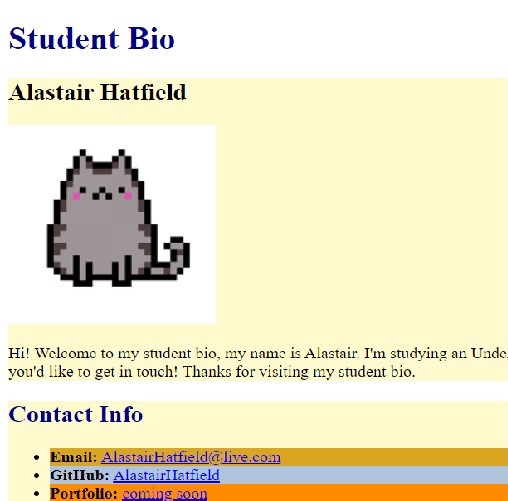 Student Bio
Alastair Hatfield
Hi! Welcome to my student bio, my name is Alastair. I'm studying an Unde
you'd like to get in touch! Thanks for visiting my student bio.
Contact Info
Email: AlastairHatfield@live.com
GitHub: AlastairHatfield
Portfolio: coming soon